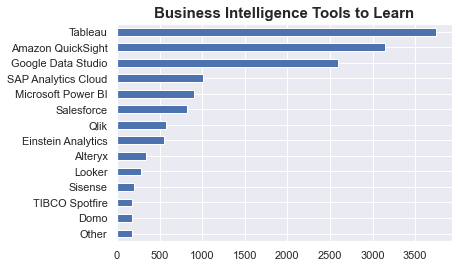 Business Intelligence Tools to Learn
Tableau
Amazon QuickSight
Google Data Studio
SAP Analytics Cloud
Microsoft Power BI
Salesforce
Qlik
Einstein Analytics
Alteryx
Looker
Sisense
TIBCO Spotfire
Domo
Other
0 500 1000 1500 2000 2500 3000 3500